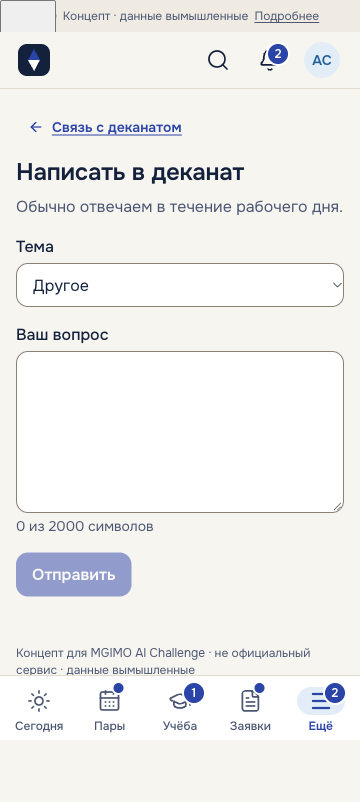 Концепт · данные вымышленные Подробнее
2
АС
Связь с деканатом
Написать в деканат
Обычно отвечаем в течение рабочего дня.
Тема
Другое
Ваш вопрос
0 из 2000 символов
Отправить
Концепт для MGIMO AI Challenge · не официальный
сервис · данные вымышленные
1
2
Сегодня
Пары
Учёба
Заявки
Ещё